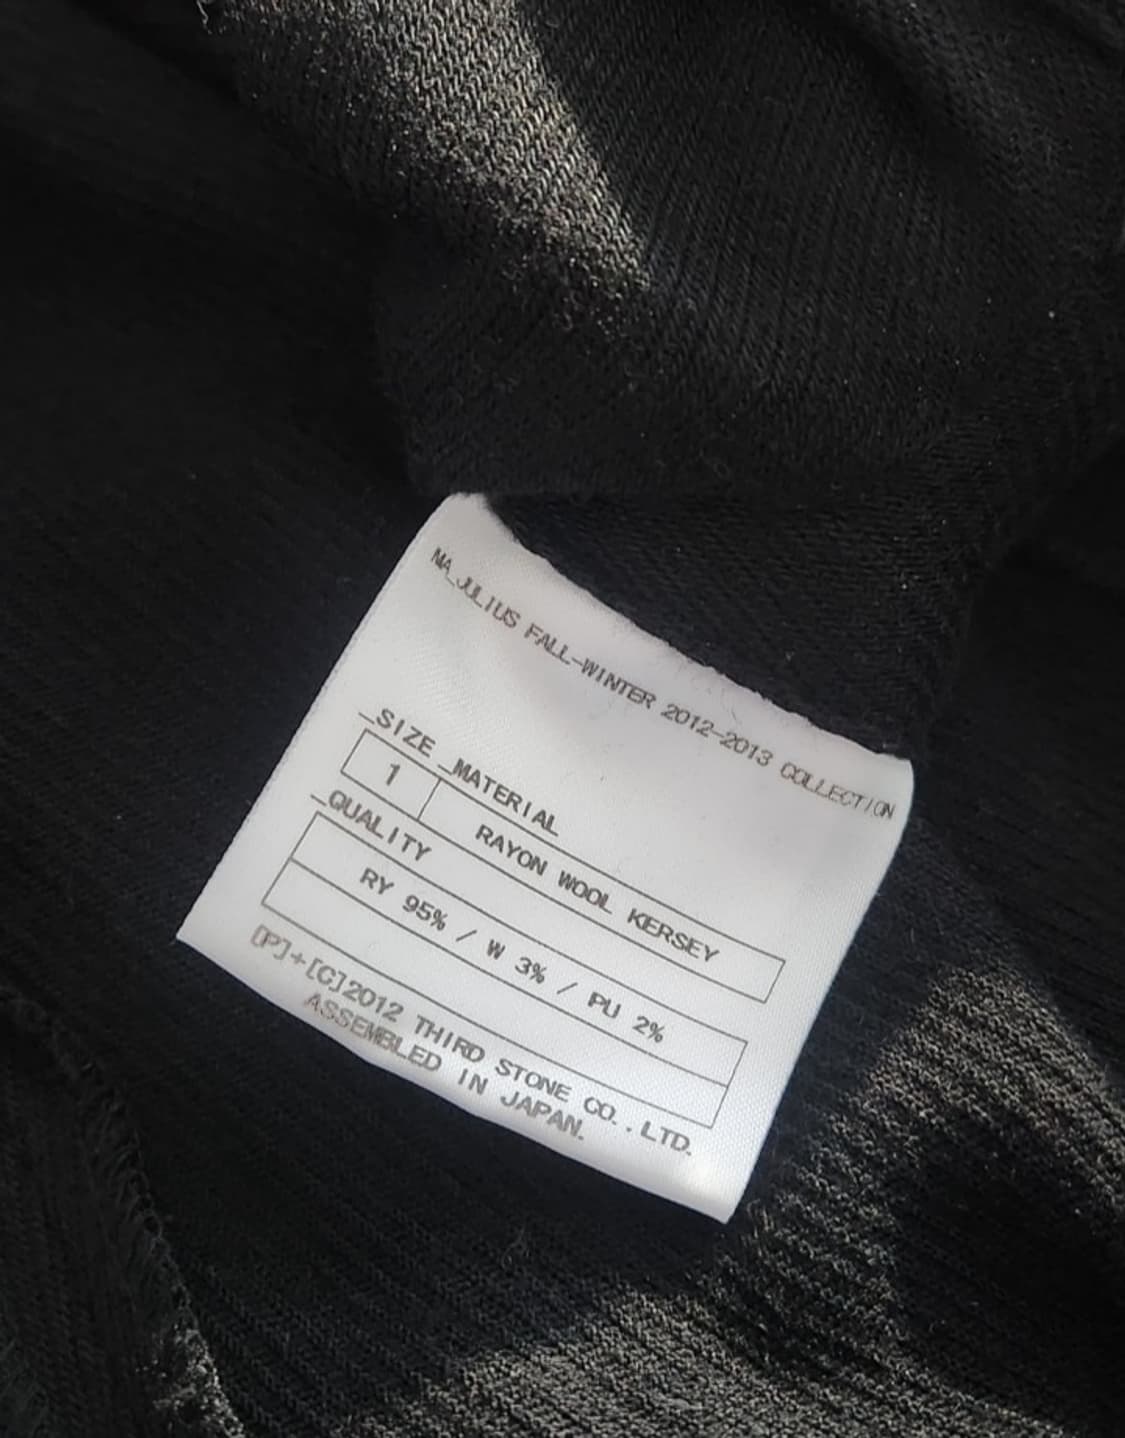 MA_JULIUS FALL-WINTER 2012-2013 COLLECTION
_SIZE _MATERIAL
1 RAYON WOOL KERSEY
_QUALITY
RY 95% / W 3% / PU 2%
[P]+[C]2012 THIRD STONE CO.,LTD.
ASSEMBLED IN JAPAN.